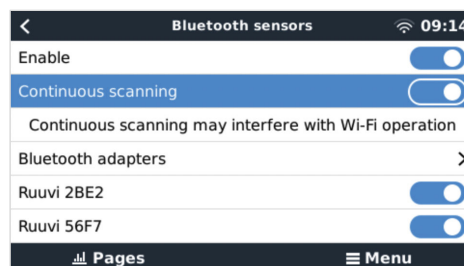 Bluetooth sensors 09:14
Enable
Continuous scanning
Continuous scanning may interfere with Wi-Fi operation
Bluetooth adapters
Ruuvi 2BE2
Ruuvi 56F7
Pages Menu